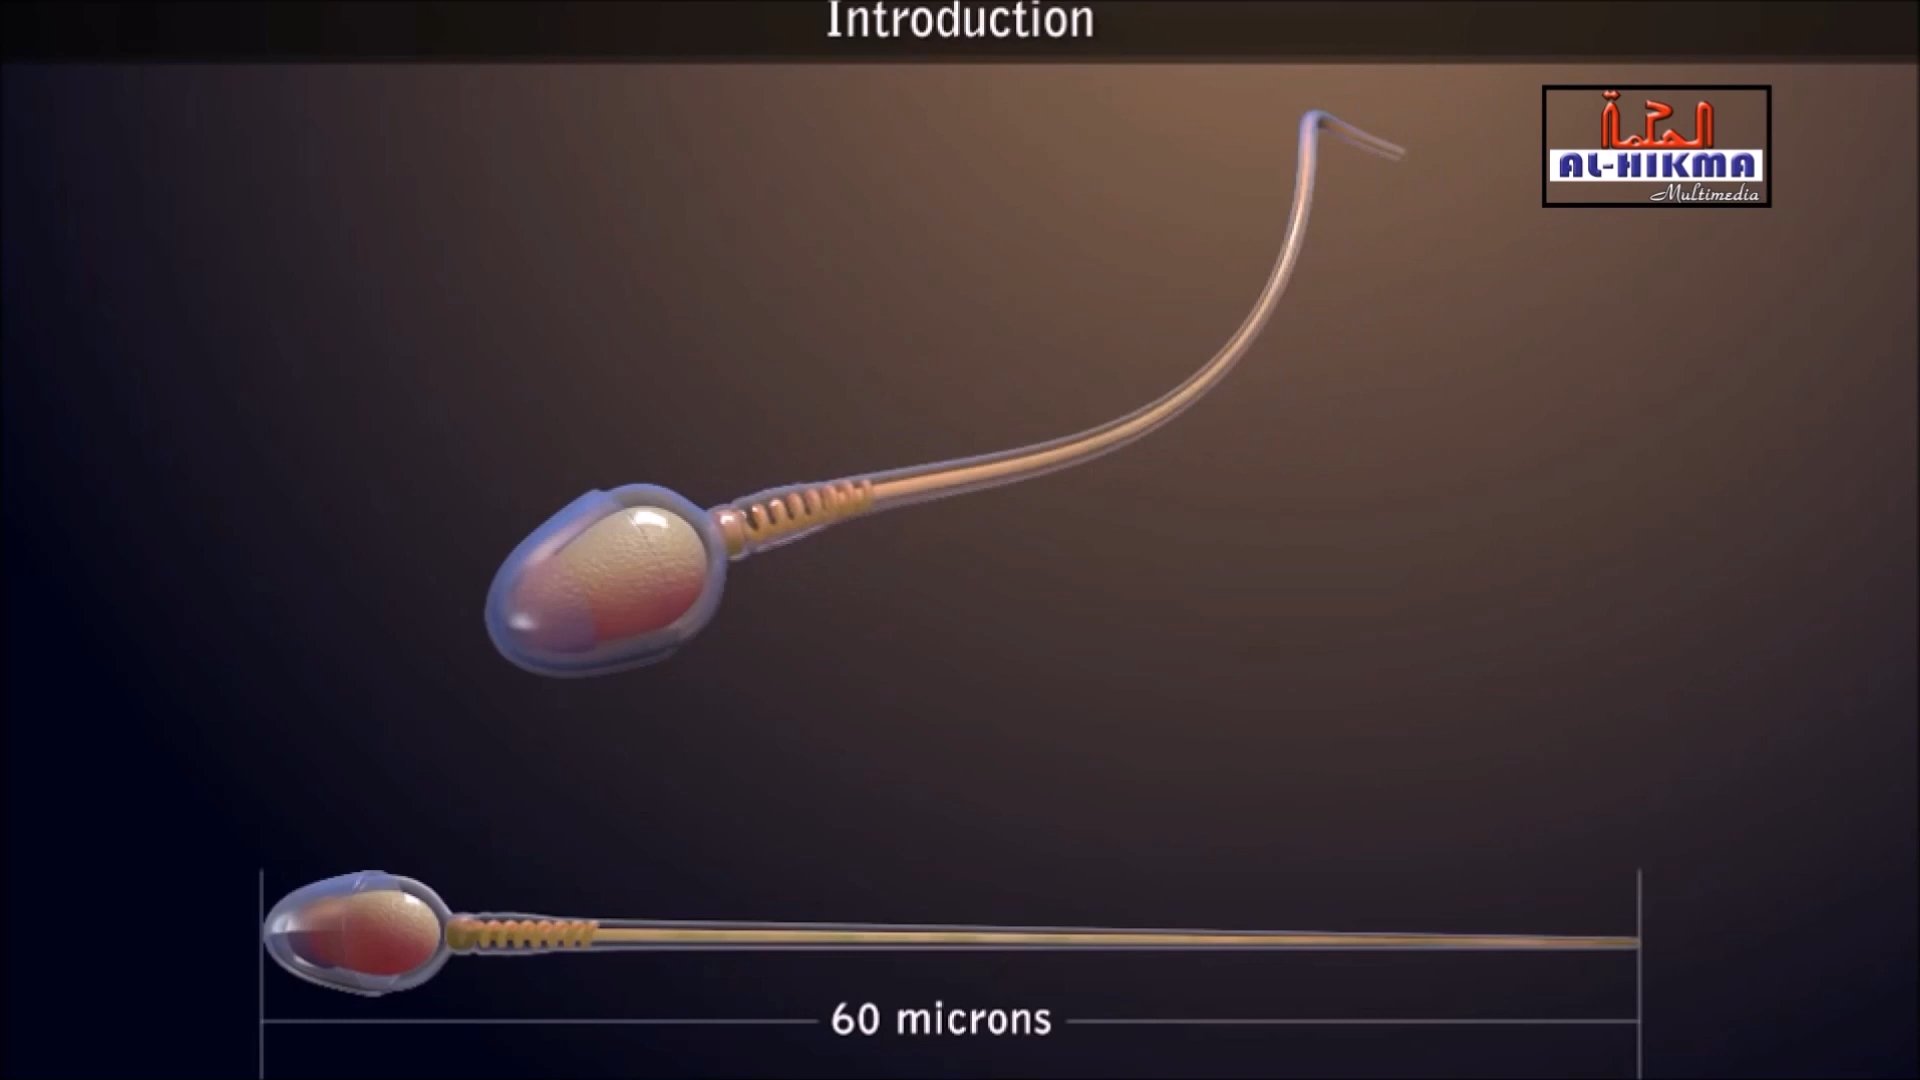 Introduction
الحكمة
AL-HIKMA
Multimedia
60 microns